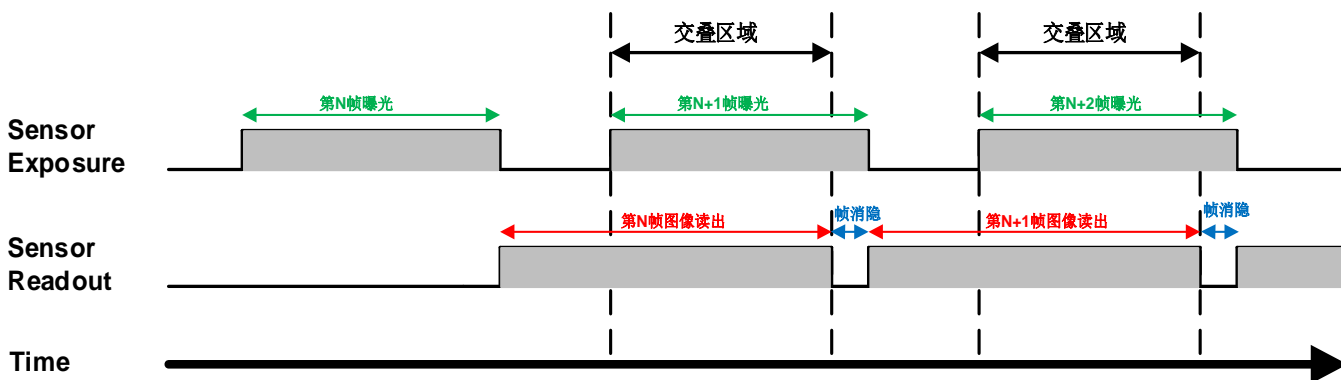 交叠区域
交叠区域
第N帧曝光
第N+1帧曝光
第N+2帧曝光
Sensor
Exposure
第N帧图像读出
帧消隐
第N+1帧图像读出
帧消隐
Sensor
Readout
Time